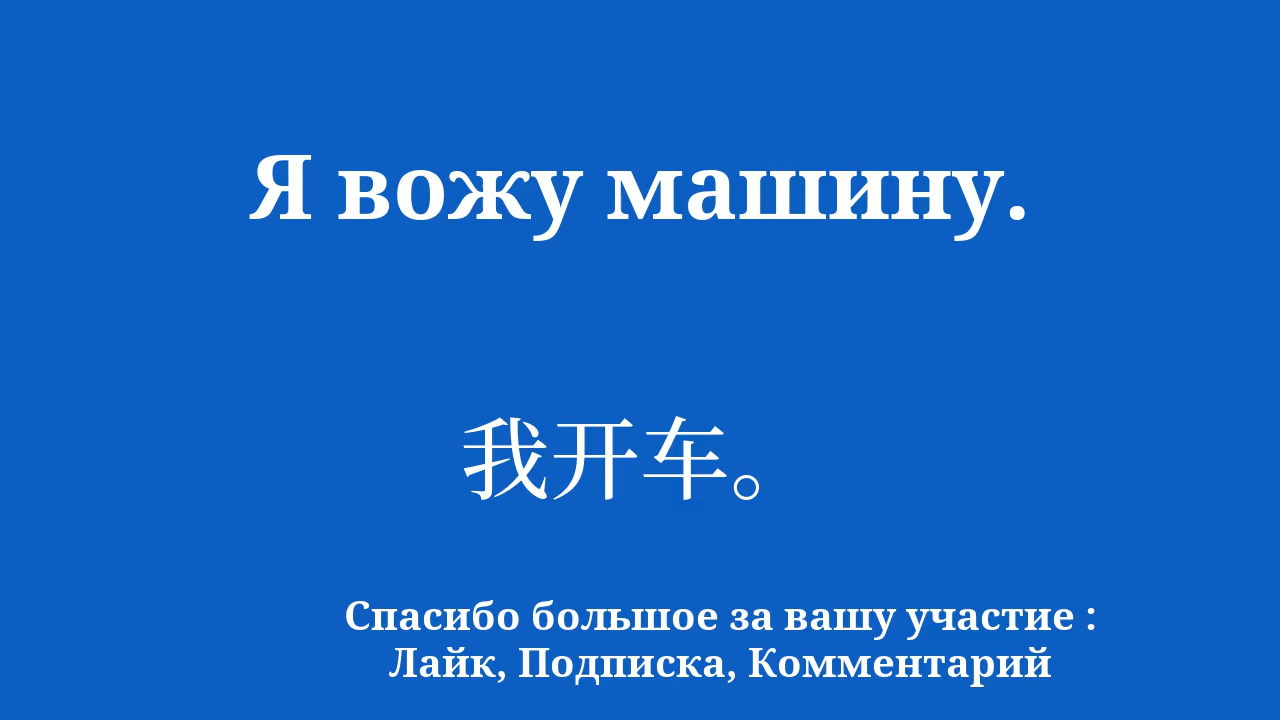 Я вожу машину.
我开车。
Спасибо большое за вашу участие :
Лайк, Подписка, Комментарий